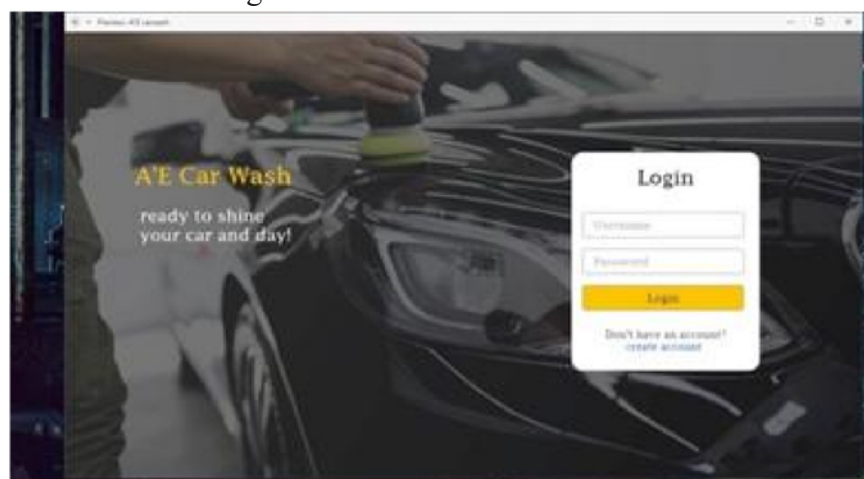 A'E Car Wash
ready to shine
your car and day!
Login
Username
Password
Login
Don't have an account?
create account